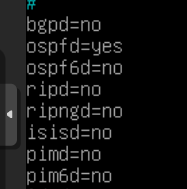 #
bgpd=no
ospfd=yes
ospf6d=no
ripd=no
ripngd=no
isisd=no
pimd=no
pim6d=no